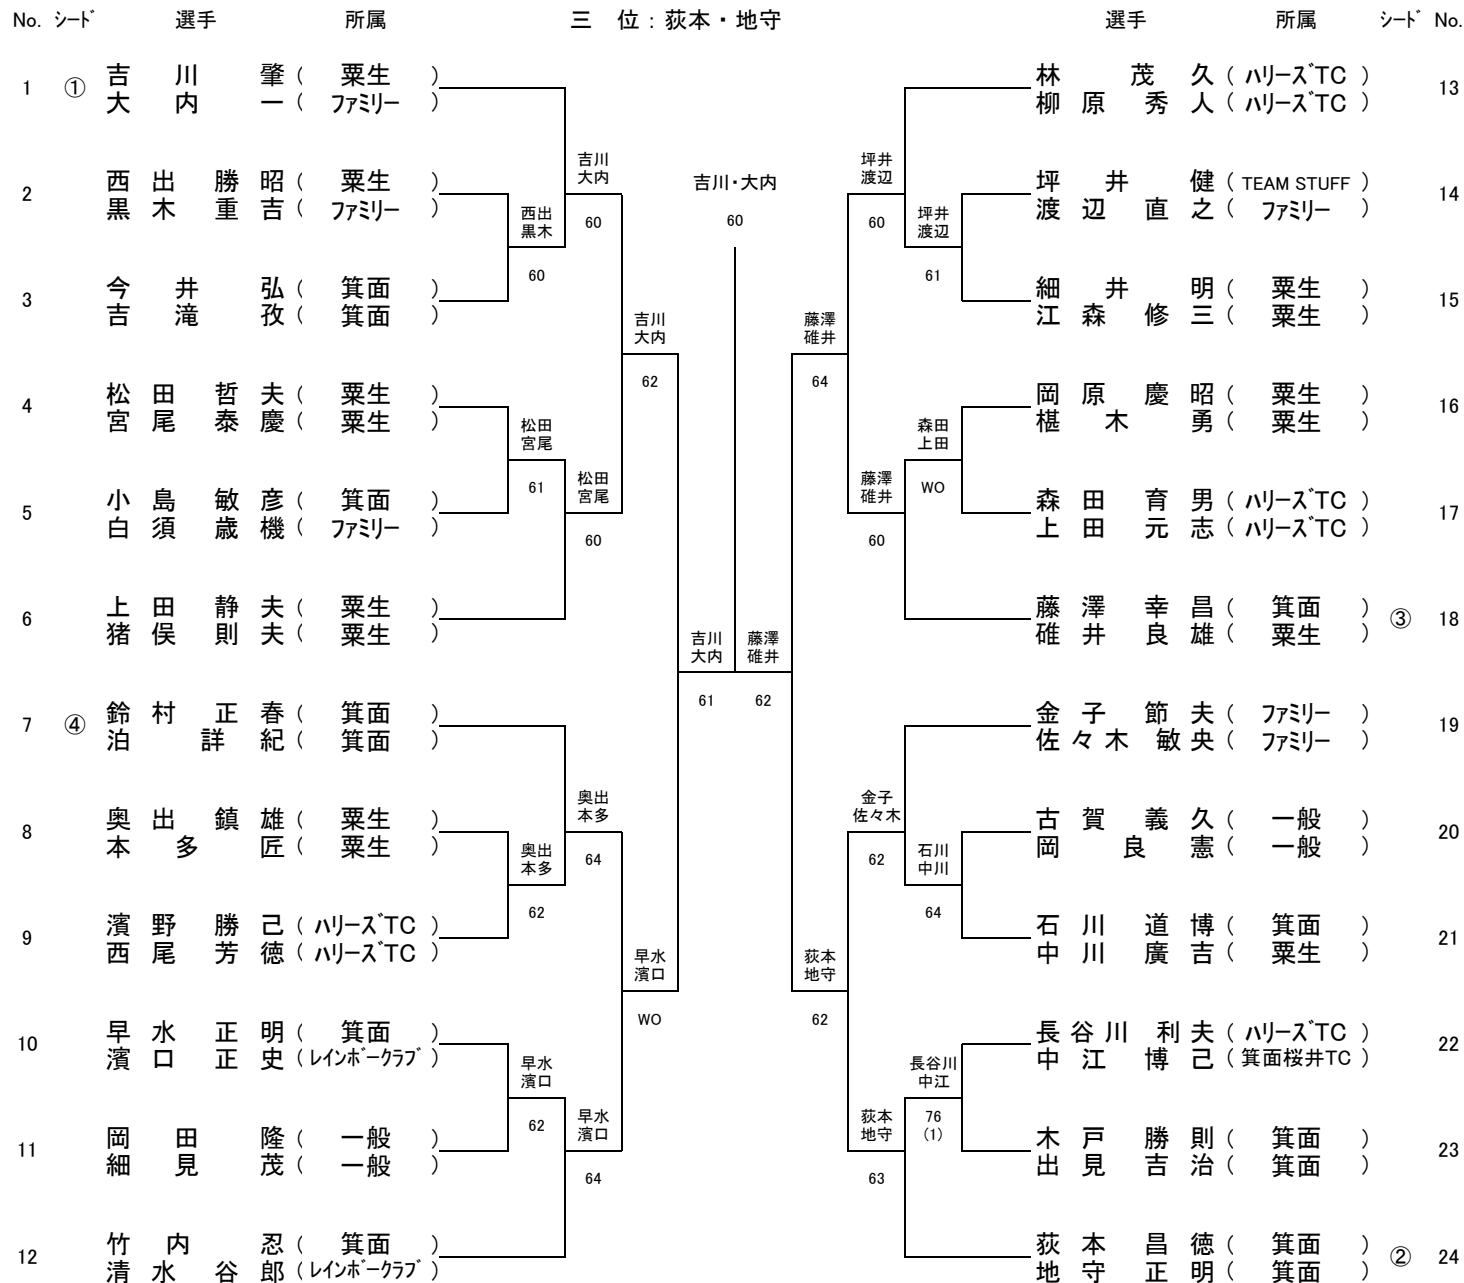 No. シード 選手 所属 三 位：荻本・地守 選手 所属 シード No.
1 ① 吉川 肇（ 粟生 ）
大内 一（ ファミリー ）
2 西出 勝昭（ 粟生 ）
黒木 重吉（ ファミリー ）
3 今井 弘（ 箕面 ）
吉滝 孜（ 箕面 ）
4 松田 哲夫（ 粟生 ）
宮尾 泰慶（ 粟生 ）
5 小島 敏彦（ 箕面 ）
白須 歳機（ ファミリー ）
6 上田 静夫（ 粟生 ）
猪俣 則夫（ 粟生 ）
7 ④ 鈴村 正春（ 箕面 ）
泊 詳紀（ 箕面 ）
8 奥出 鎮雄（ 粟生 ）
本多 匠（ 粟生 ）
9 濱野 勝己（ ハリーズTC ）
西尾 芳徳（ ハリーズTC ）
10 早水 正明（ 箕面 ）
濱口 正史（ レインボークラブ ）
11 岡田 隆（ 一般 ）
細見 茂（ 一般 ）
12 竹内 忍（ 箕面 ）
清水 谷郎（ レインボークラブ ）
西出
黒木
60
松田
宮尾
61
奥出
本多
62
早水
濱口
62
吉川
大内
60
松田
宮尾
60
奥出
本多
64
早水
濱口
64
吉川
大内
62
早水
濱口
WO
吉川
大内
61
吉川・大内
60
藤澤
碓井
62
藤澤
碓井
64
荻本
地守
62
坪井
渡辺
60
藤澤
碓井
60
金子
佐々木
62
荻本
地守
63
坪井
渡辺
61
森田
上田
WO
石川
中川
64
長谷川
中江
76
(1)
林 茂久（ ハリーズTC ） 13
柳原 秀人（ ハリーズTC ）
坪井 健（ TEAM STUFF ） 14
渡辺 直之（ ファミリー ）
細井 明（ 粟生 ） 15
江森 修三（ 粟生 ）
岡原 慶昭（ 粟生 ） 16
椹木 勇（ 粟生 ）
森田 育男（ ハリーズTC ） 17
上田 元志（ ハリーズTC ）
藤澤 幸昌（ 箕面 ） ③ 18
碓井 良雄（ 粟生 ）
金子 節夫（ ファミリー ） 19
佐々木 敏央（ ファミリー ）
古賀 義久（ 一般 ） 20
岡 良憲（ 一般 ）
石川 道博（ 箕面 ） 21
中川 廣吉（ 粟生 ）
長谷川 利夫（ ハリーズTC ） 22
中江 博己（ 箕面桜井TC ）
木戸 勝則（ 箕面 ） 23
出見 吉治（ 箕面 ）
荻本 昌徳（ 箕面 ） ② 24
地守 正明（ 箕面 ）